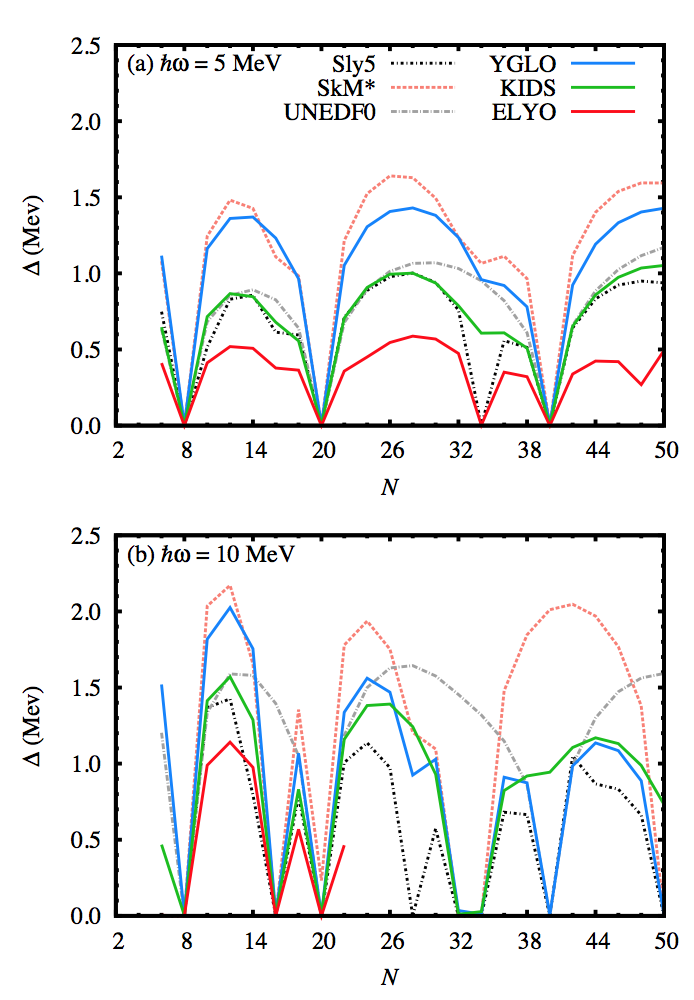 2.5
(a) ħω = 5 MeV
Sly5
YGLO
SkM*
KIDS
UNEDF0
ELYO
2.0
1.5
1.0
0.5
0.0
Δ (Mev)
2 8 14 20 26 32 38 44 50
N
2.5
(b) ħω = 10 MeV
2.0
1.5
1.0
0.5
0.0
Δ (Mev)
2 8 14 20 26 32 38 44 50
N